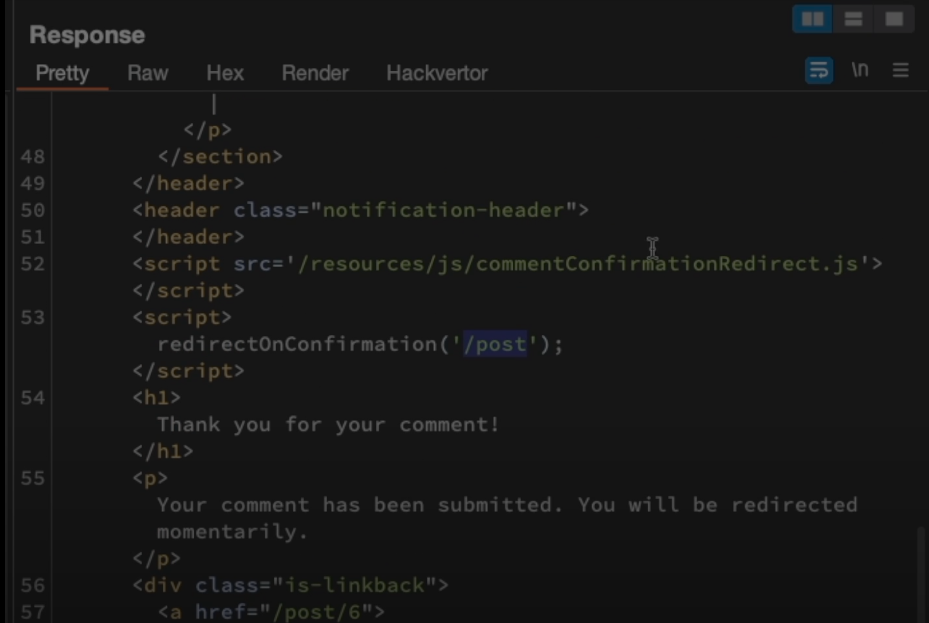 Response
Pretty Raw Hex Render Hackvertor \n
|
</p>
48 </section>
49 </header>
50 <header class="notification-header">
51 </header>
52 <script src='/resources/js/commentConfirmationRedirect.js'>
</script>
53 <script>
redirectOnConfirmation('/post');
</script>
54 <h1>
Thank you for your comment!
</h1>
55 <p>
Your comment has been submitted. You will be redirected
momentarily.
</p>
56 <div class="is-linkback">
57 <a href="/post/6">